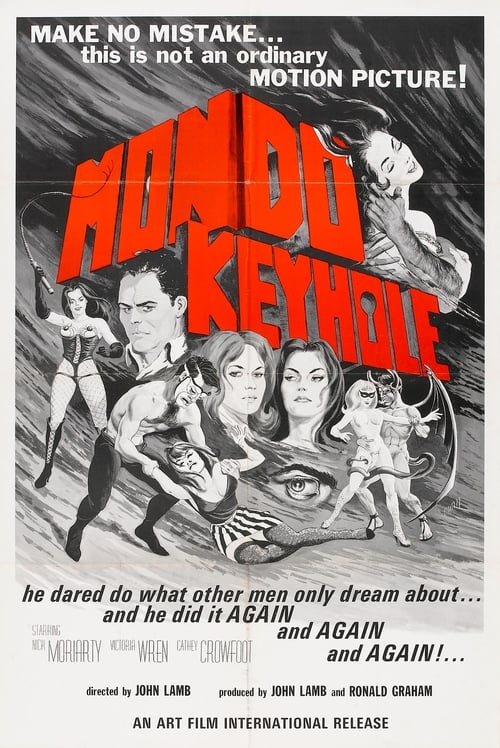 MAKE NO MISTAKE...
this is not an ordinary
MOTION PICTURE!
MONDO
KEYHOLE
he dared do what other men only dream about...
and he did it AGAIN
and AGAIN
and AGAIN!...
STARRING
NICK MORIARTY VICTORIA WREN CATHEY CROWFOOT
directed by JOHN LAMB produced by JOHN LAMB and RONALD GRAHAM
AN ART FILM INTERNATIONAL RELEASE